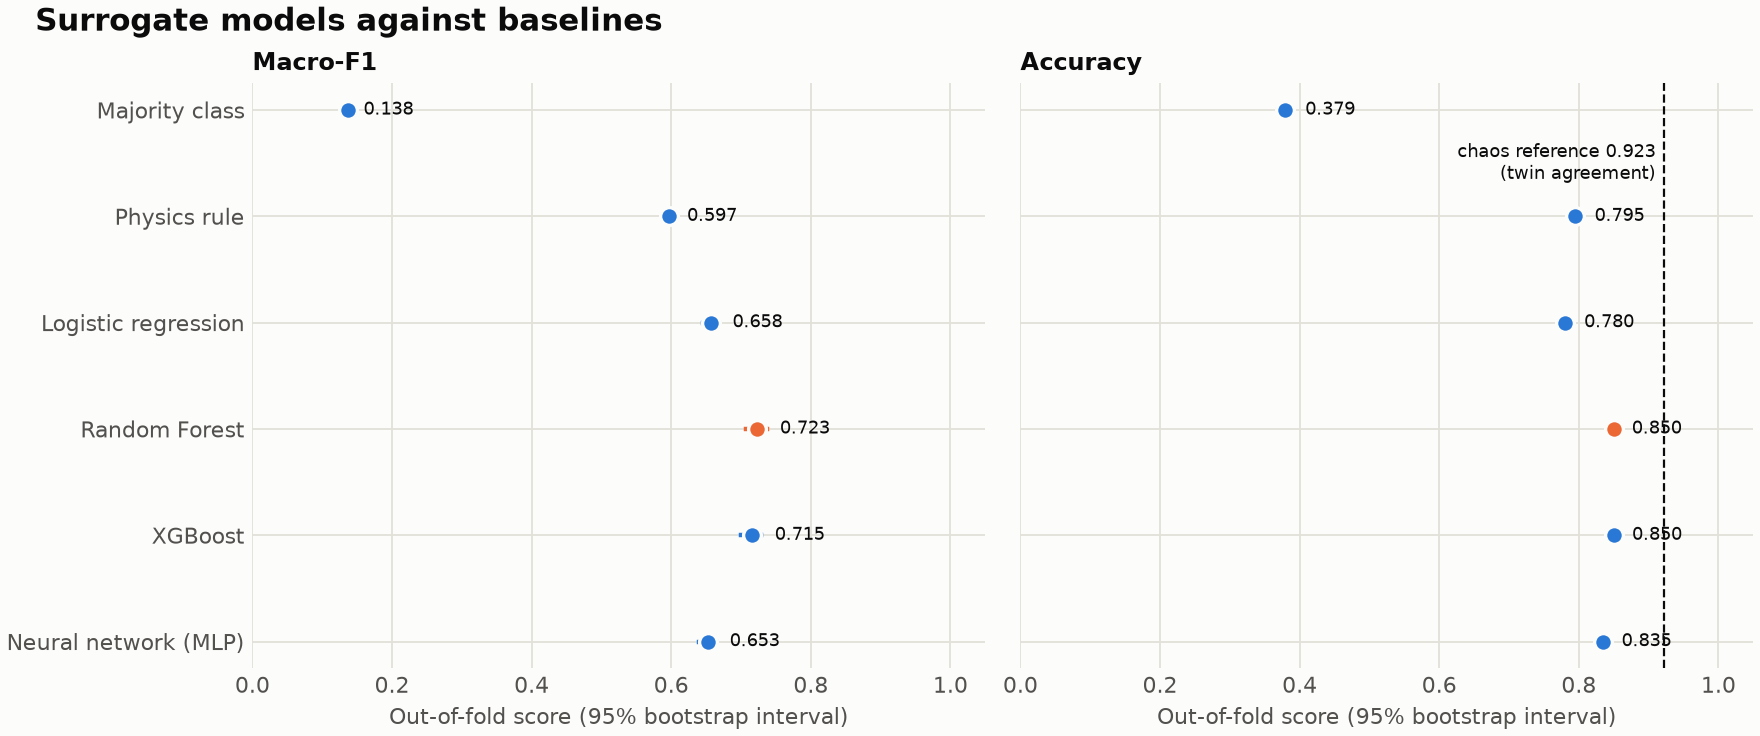 Surrogate models against baselines
Macro-F1
Accuracy
Majority class
0.138
0.379
chaos reference 0.923
(twin agreement)
Physics rule
0.597
0.795
Logistic regression
0.658
0.780
Random Forest
0.723
0.850
XGBoost
0.715
0.850
Neural network (MLP)
0.653
0.835
0.0 0.2 0.4 0.6 0.8 1.0
0.0 0.2 0.4 0.6 0.8 1.0
Out-of-fold score (95% bootstrap interval)
Out-of-fold score (95% bootstrap interval)